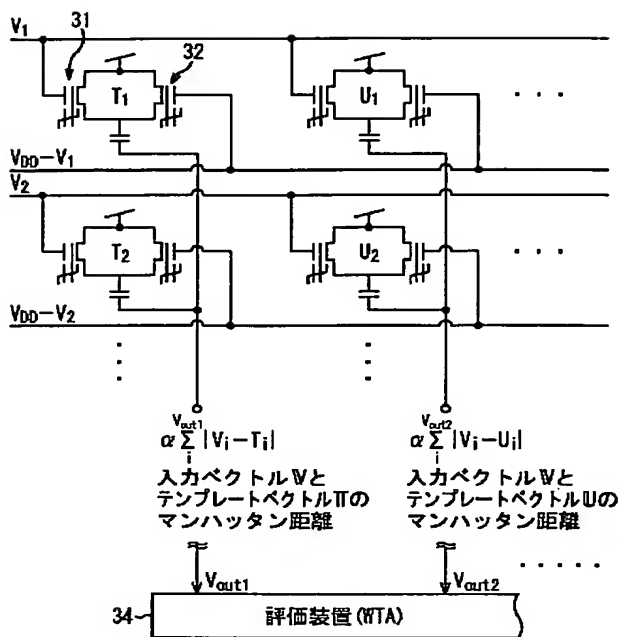 V1
31
32
T1
U1
. . .
VDD−V1
V2
T2
U2
. . .
VDD−V2
Vout1
Vout2
α∑i|Vi−Ti|
α∑i|Vi−Ui|
入力ベクトルVと
テンプレートベクトルTの
マンハッタン距離
入力ベクトルVと
テンプレートベクトルUの
マンハッタン距離
Vout1
Vout2
. . . . .
34
評価装置(WTA)